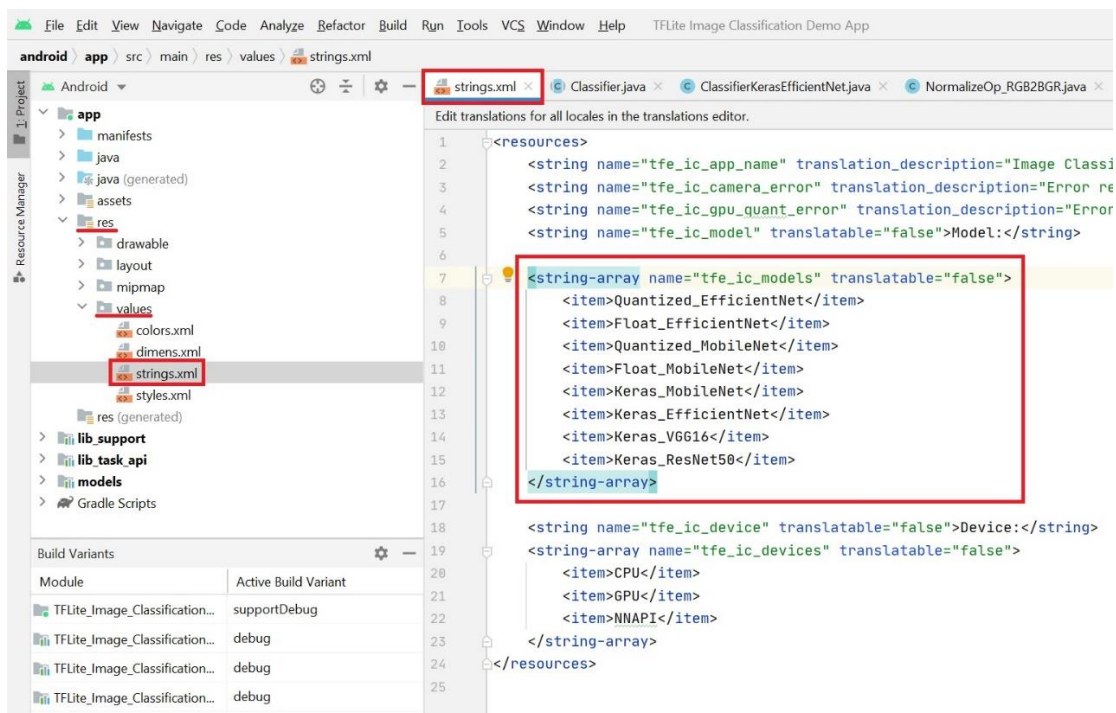 File Edit View Navigate Code Analyze Refactor Build Run Tools VCS Window Help TFLite Image Classification Demo App
android app src main res values strings.xml
1: Project
Resource Manager
Android
app
manifests
java
java (generated)
assets
res
drawable
layout
mipmap
values
colors.xml
dimens.xml
strings.xml
styles.xml
res (generated)
lib_support
lib_task_api
models
Gradle Scripts
Build Variants
Module Active Build Variant
TFLite_Image_Classification... supportDebug
TFLite_Image_Classification... debug
TFLite_Image_Classification... debug
TFLite_Image_Classification... debug
strings.xml Classifier.java ClassifierKerasEfficientNet.java NormalizeOp_RGB2BGR.java
Edit translations for all locales in the translations editor.
1 <resources>
2 <string name="tfe_ic_app_name" translation_description="Image Classi
3 <string name="tfe_ic_camera_error" translation_description="Error re
4 <string name="tfe_ic_gpu_quant_error" translation_description="Error
5 <string name="tfe_ic_model" translatable="false">Model:</string>
6
7 <string-array name="tfe_ic_models" translatable="false">
8 <item>Quantized_EfficientNet</item>
9 <item>Float_EfficientNet</item>
10 <item>Quantized_MobileNet</item>
11 <item>Float_MobileNet</item>
12 <item>Keras_MobileNet</item>
13 <item>Keras_EfficientNet</item>
14 <item>Keras_VGG16</item>
15 <item>Keras_ResNet50</item>
16 </string-array>
17
18 <string name="tfe_ic_device" translatable="false">Device:</string>
19 <string-array name="tfe_ic_devices" translatable="false">
20 <item>CPU</item>
21 <item>GPU</item>
22 <item>NNAPI</item>
23 </string-array>
24 </resources>
25